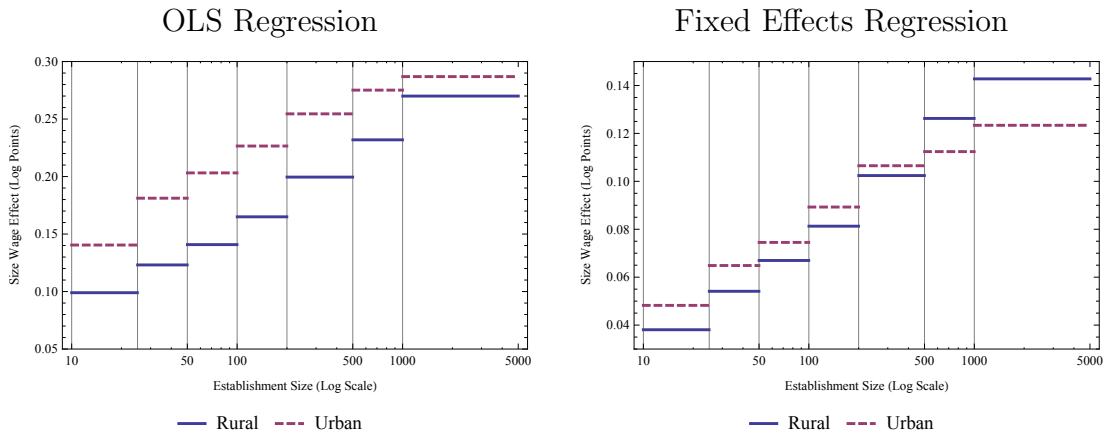 OLS Regression
Size Wage Effect (Log Points)
0.30
0.25
0.20
0.15
0.10
0.05
10 50 100 500 1000 5000
Establishment Size (Log Scale)
Rural Urban
Fixed Effects Regression
Size Wage Effect (Log Points)
0.14
0.12
0.10
0.08
0.06
0.04
10 50 100 500 1000 5000
Establishment Size (Log Scale)
Rural Urban